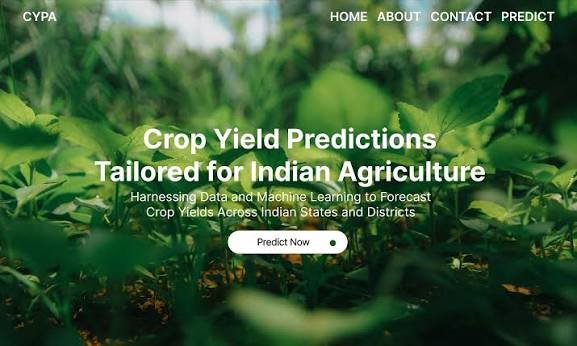 CYPA
HOME ABOUT CONTACT PREDICT
Crop Yield Predictions
Tailored for Indian Agriculture
Harnessing Data and Machine Learning to Forecast
Crop Yields Across Indian States and Districts
Predict Now